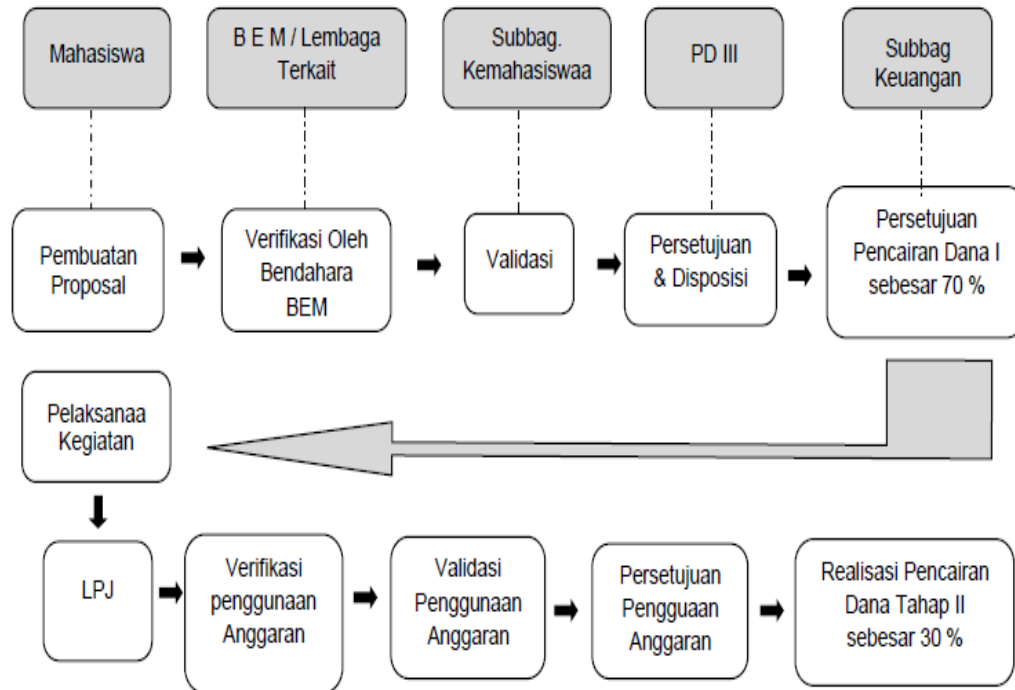 Mahasiswa
B E M / Lembaga
Terkait
Subbag.
Kemahasiswaa
PD III
Subbag
Keuangan
Pembuatan
Proposal
Verifikasi Oleh
Bendahara
BEM
Validasi
Persetujuan
& Disposisi
Persetujuan
Pencairan Dana I
sebesar 70 %
Pelaksanaa
Kegiatan
LPJ
Verifikasi
penggunaan
Anggaran
Validasi
Penggunaan
Anggaran
Persetujuan
Pengguaan
Anggaran
Realisasi Pencairan
Dana Tahap II
sebesar 30 %